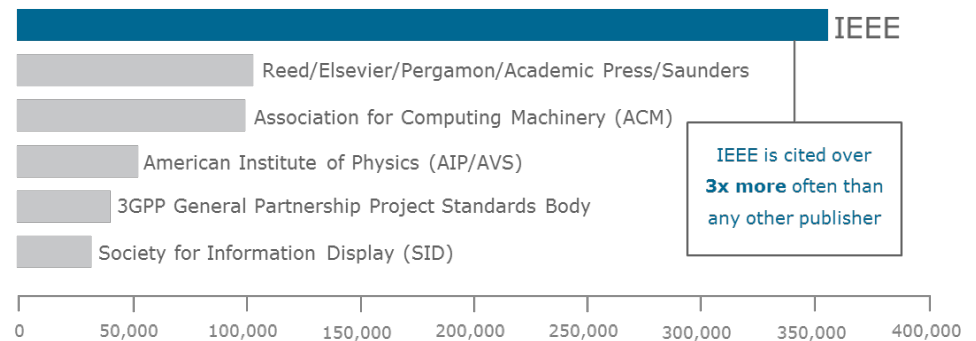 IEEE
Reed/Elsevier/Pergamon/Academic Press/Saunders
Association for Computing Machinery (ACM)
American Institute of Physics (AIP/AVS)
3GPP General Partnership Project Standards Body
Society for Information Display (SID)
IEEE is cited over
3x more often than
any other publisher
0 50,000 100,000 150,000 200,000 250,000 300,000 350,000 400,000